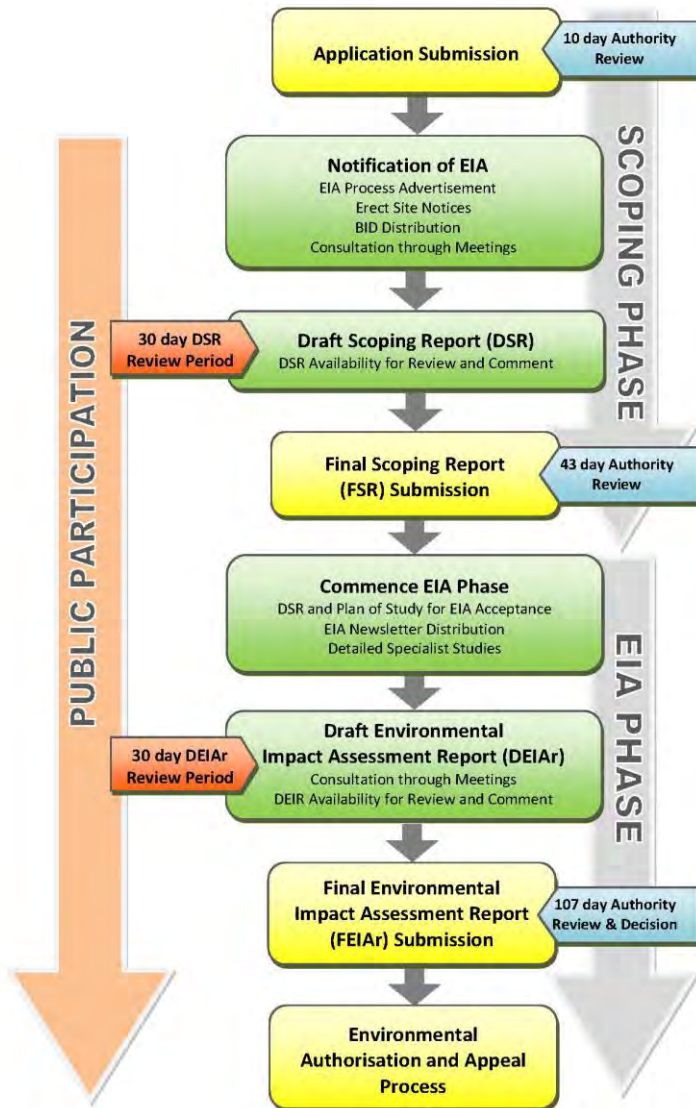 Application Submission
10 day Authority
Review
Notification of EIA
EIA Process Advertisement
Erect Site Notices
BID Distribution
Consultation through Meetings
SCOPING PHASE
30 day DSR
Review Period
Draft Scoping Report (DSR)
DSR Availability for Review and Comment
PUBLIC PARTICIPATION
Final Scoping Report
(FSR) Submission
43 day Authority
Review
Commence EIA Phase
DSR and Plan of Study for EIA Acceptance
EIA Newsletter Distribution
Detailed Specialist Studies
EIA PHASE
30 day DEIAr
Review Period
Draft Environmental
Impact Assessment Report (DEIAr)
Consultation through Meetings
DEIR Availability for Review and Comment
Final Environmental
Impact Assessment Report
(FEIAr) Submission
107 day Authority
Review & Decision
Environmental
Authorisation and Appeal
Process